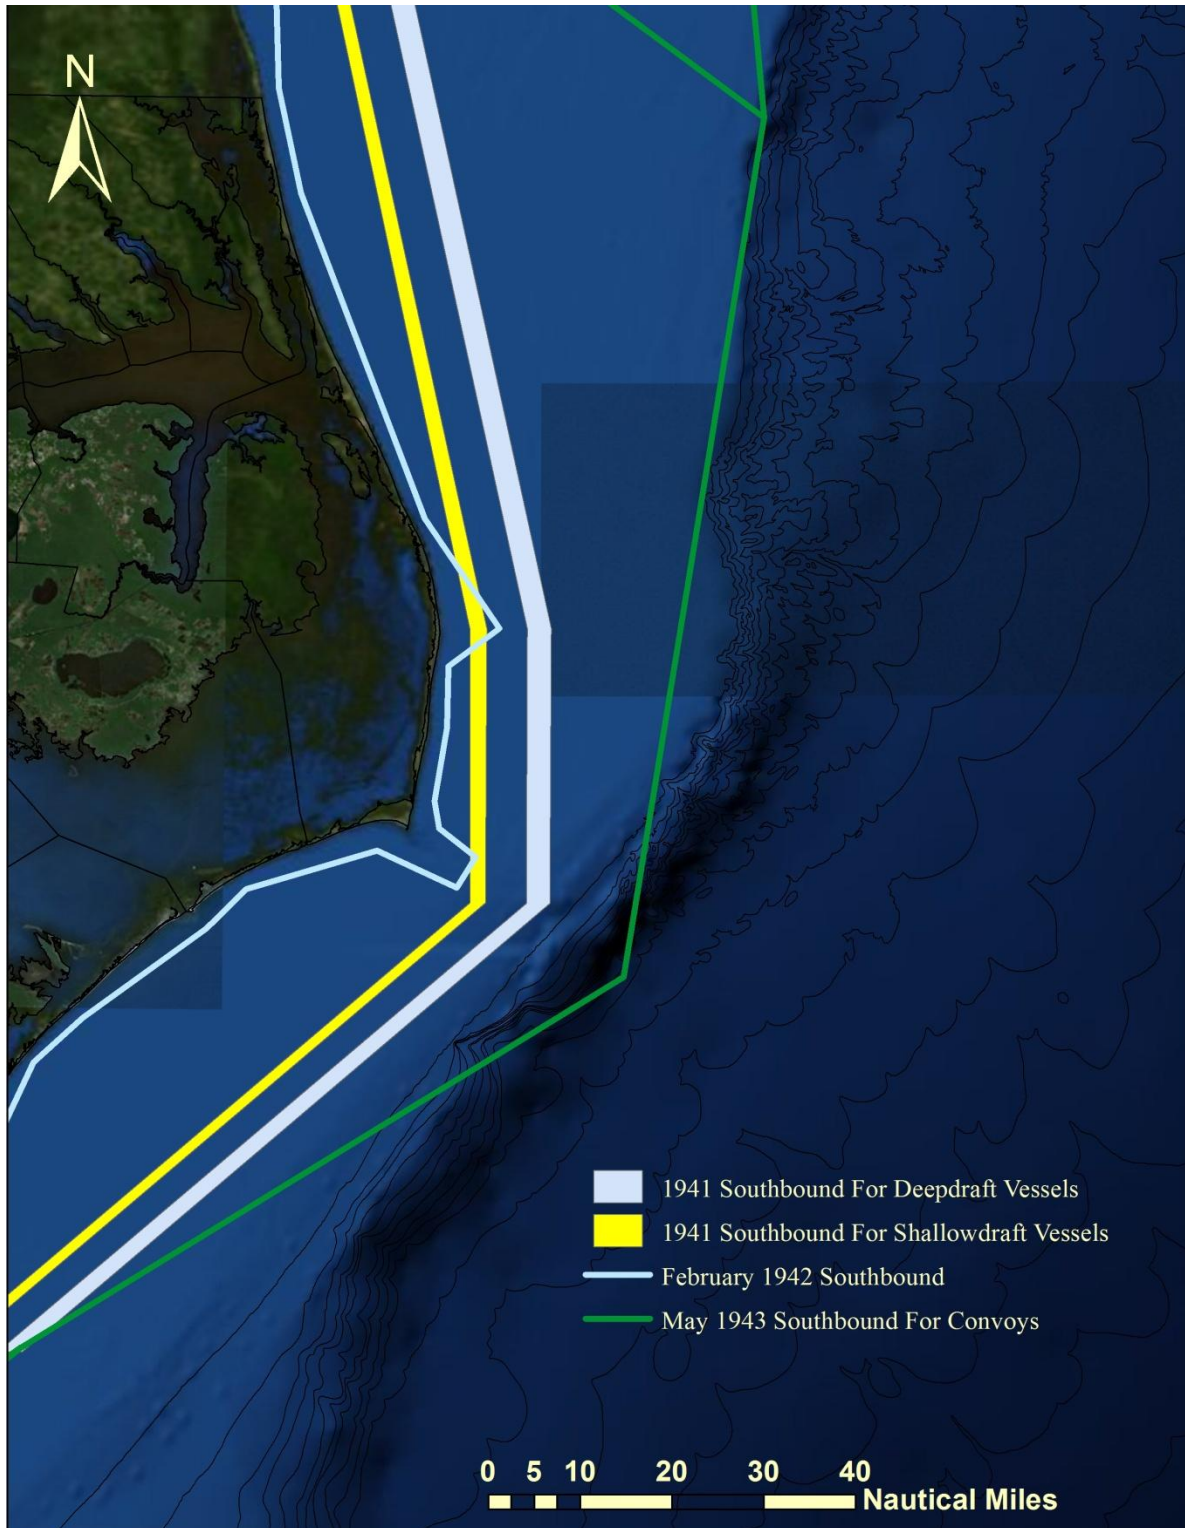 N
1941 Southbound For Deepdraft Vessels
1941 Southbound For Shallowdraft Vessels
February 1942 Southbound
May 1943 Southbound For Convoys
0 5 10 20 30 40
Nautical Miles